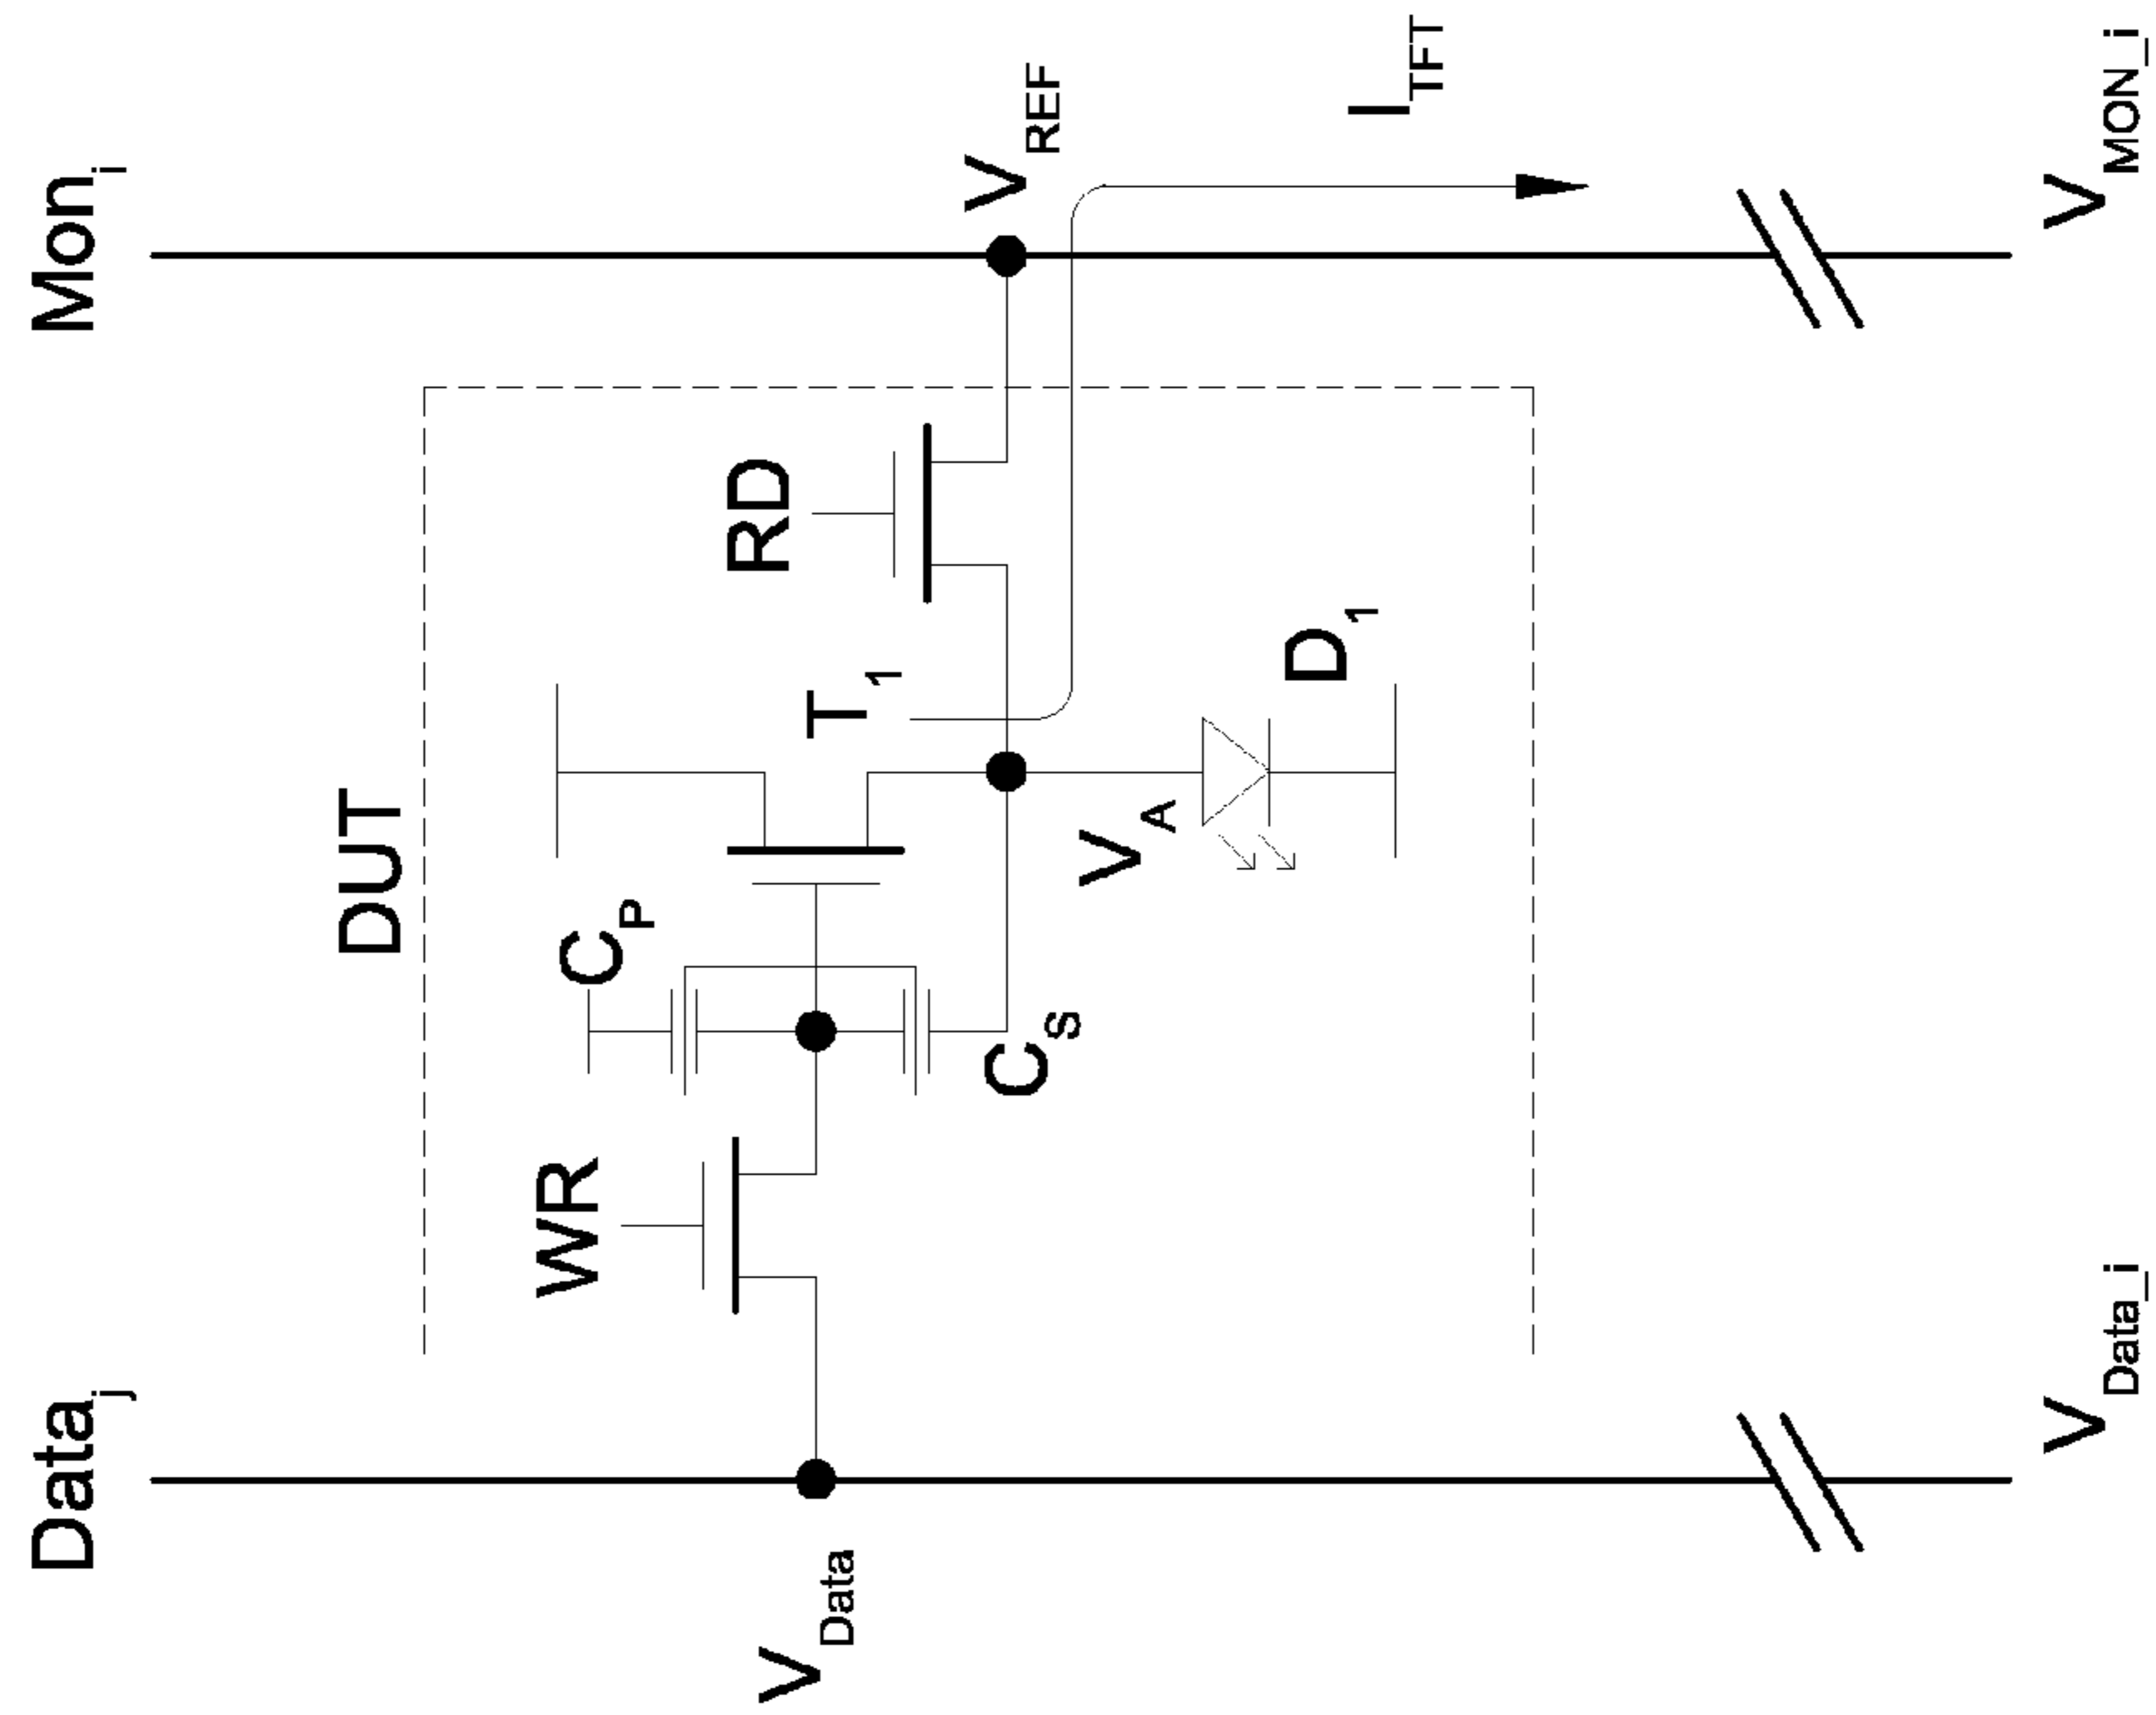 Data_j
Mon_i
DUT
WR
C_P
T_1
RD
V_Data
C_S
V_A
D_1
V_REF
I_TFT
V_Data_i
V_MON_i